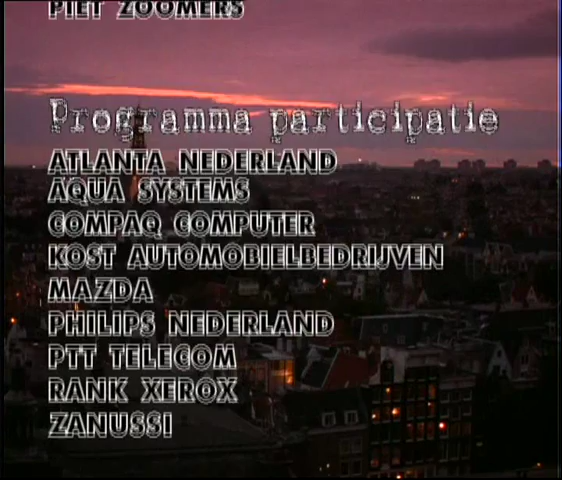 PIET ZOOMERS
Programma participatie
ATLANTA NEDERLAND
AQUA SYSTEMS
COMPAQ COMPUTER
KOST AUTOMOBIELBEDRIJVEN
MAZDA
PHILIPS NEDERLAND
PTT TELECOM
RANK XEROX
ZANUSSI